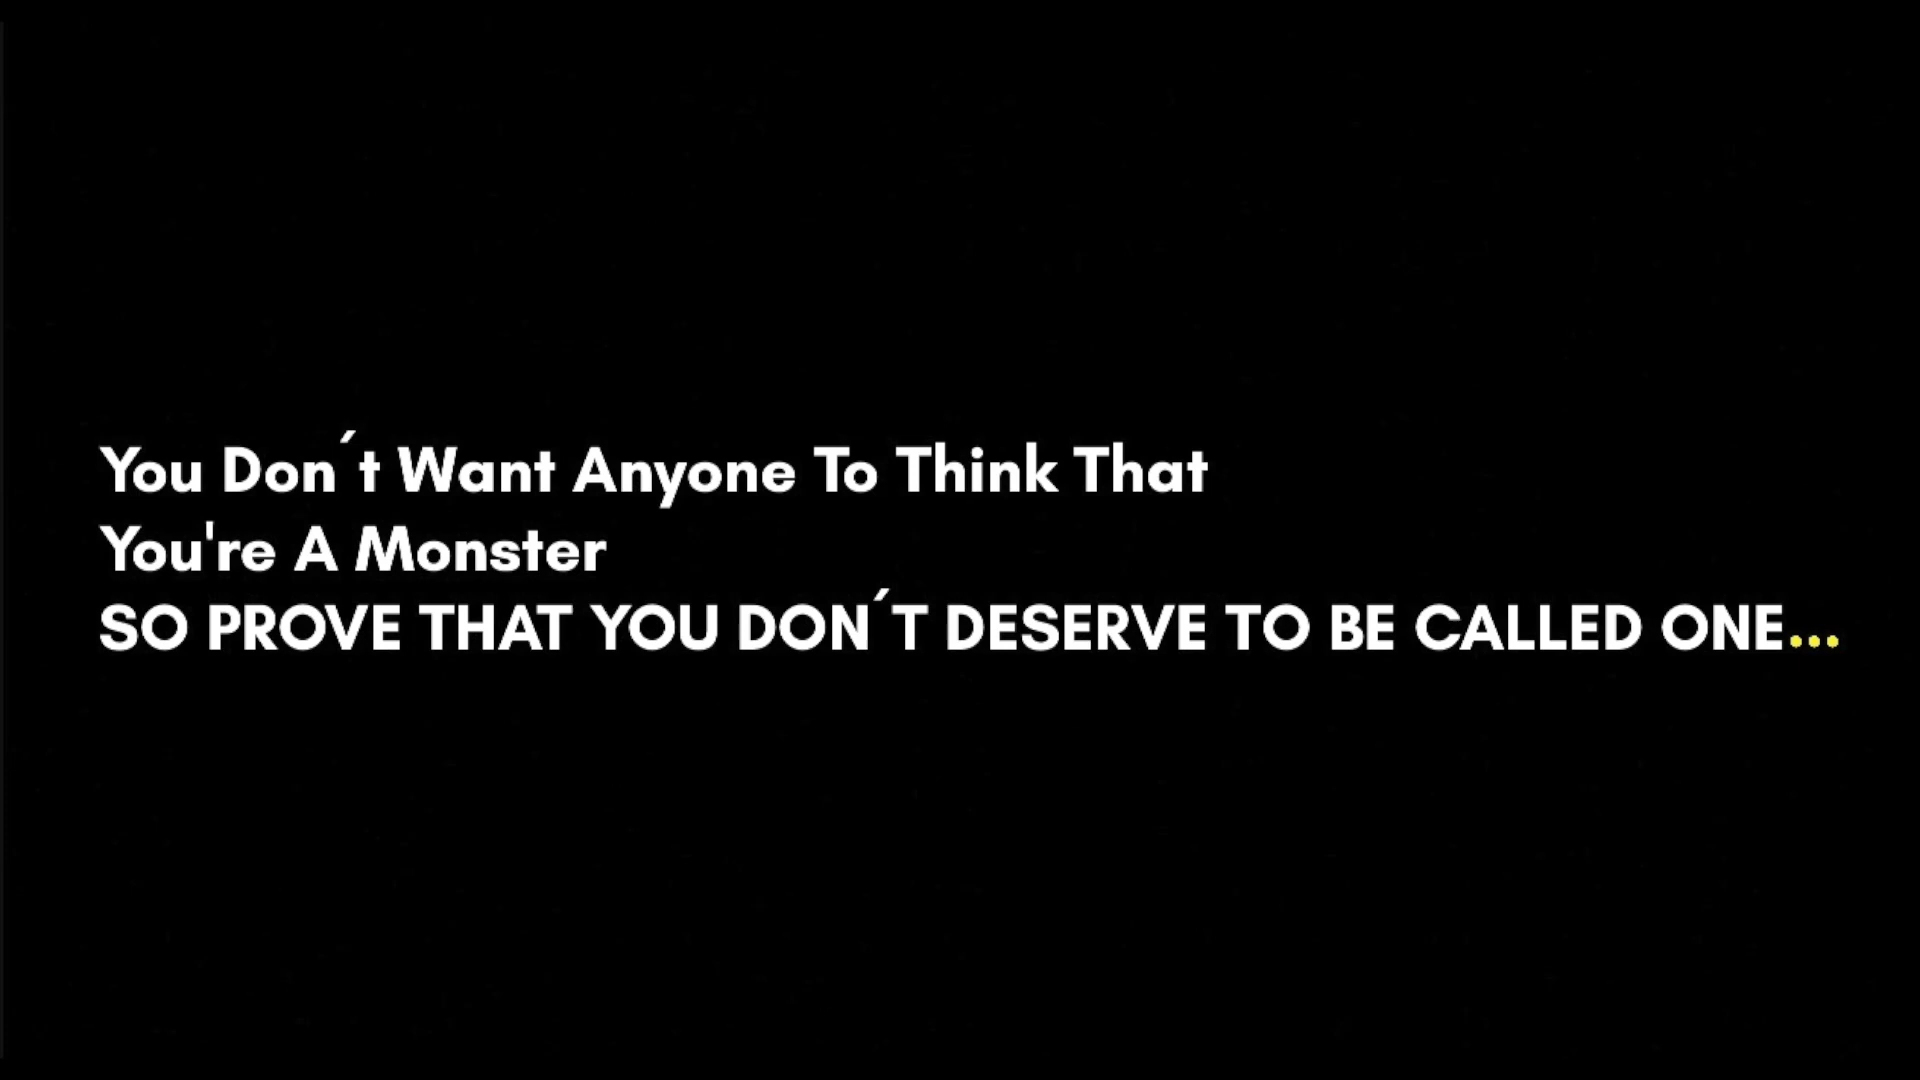 You Don´t Want Anyone To Think That
You're A Monster
SO PROVE THAT YOU DON´T DESERVE TO BE CALLED ONE...